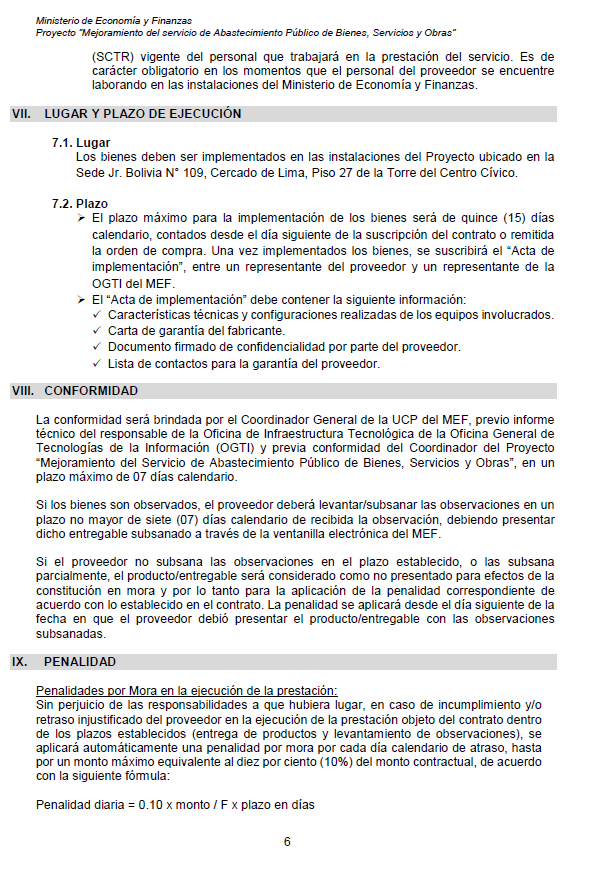 Ministerio de Economía y Finanzas
Proyecto "Mejoramiento del servicio de Abastecimiento Público de Bienes, Servicios y Obras"
(SCTR) vigente del personal que trabajará en la prestación del servicio. Es de
carácter obligatorio en los momentos que el personal del proveedor se encuentre
laborando en las instalaciones del Ministerio de Economía y Finanzas.
VII. LUGAR Y PLAZO DE EJECUCIÓN
7.1. Lugar
Los bienes deben ser implementados en las instalaciones del Proyecto ubicado en la
Sede Jr. Bolivia N° 109, Cercado de Lima, Piso 27 de la Torre del Centro Cívico.
7.2. Plazo
➢ El plazo máximo para la implementación de los bienes será de quince (15) días
calendario, contados desde el día siguiente de la suscripción del contrato o remitida
la orden de compra. Una vez implementados los bienes, se suscribirá el "Acta de
implementación", entre un representante del proveedor y un representante de la
OGTI del MEF.
➢ El "Acta de implementación" debe contener la siguiente información:
✓ Características técnicas y configuraciones realizadas de los equipos involucrados.
✓ Carta de garantía del fabricante.
✓ Documento firmado de confidencialidad por parte del proveedor.
✓ Lista de contactos para la garantía del proveedor.
VIII. CONFORMIDAD
La conformidad será brindada por el Coordinador General de la UCP del MEF, previo informe
técnico del responsable de la Oficina de Infraestructura Tecnológica de la Oficina General de
Tecnologías de la Información (OGTI) y previa conformidad del Coordinador del Proyecto
"Mejoramiento del Servicio de Abastecimiento Público de Bienes, Servicios y Obras", en un
plazo máximo de 07 días calendario.
Si los bienes son observados, el proveedor deberá levantar/subsanar las observaciones en un
plazo no mayor de siete (07) días calendario de recibida la observación, debiendo presentar
dicho entregable subsanado a través de la ventanilla electrónica del MEF.
Si el proveedor no subsana las observaciones en el plazo establecido, o las subsana
parcialmente, el producto/entregable será considerado como no presentado para efectos de la
constitución en mora y por lo tanto para la aplicación de la penalidad correspondiente de
acuerdo con lo establecido en el contrato. La penalidad se aplicará desde el día siguiente de la
fecha en que el proveedor debió presentar el producto/entregable con las observaciones
subsanadas.
IX. PENALIDAD
Penalidades por Mora en la ejecución de la prestación:
Sin perjuicio de las responsabilidades a que hubiera lugar, en caso de incumplimiento y/o
retraso injustificado del proveedor en la ejecución de la prestación objeto del contrato dentro
de los plazos establecidos (entrega de productos y levantamiento de observaciones), se
aplicará automáticamente una penalidad por mora por cada día calendario de atraso, hasta
por un monto máximo equivalente al diez por ciento (10%) del monto contractual, de acuerdo
con la siguiente fórmula:
Penalidad diaria = 0.10 x monto / F x plazo en días
6